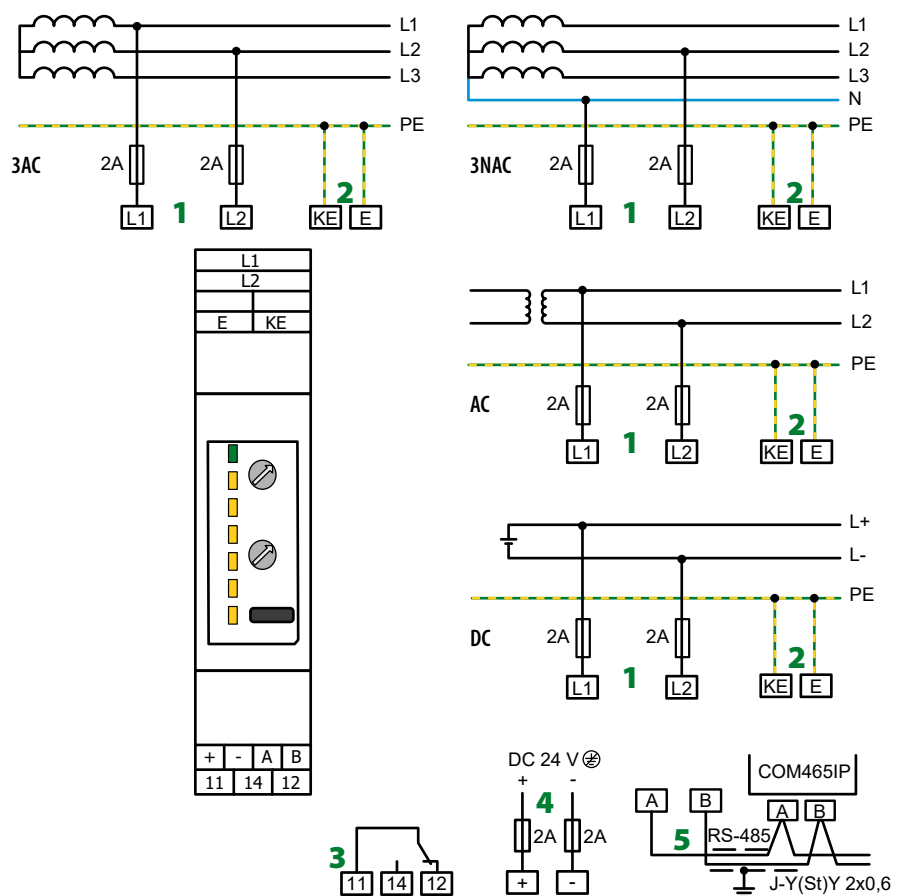 L1
L2
L3
PE
3AC
2A
2A
1
2
L1
L2
KE
E
L1
L2
L3
N
PE
3NAC
2A
2A
1
2
L1
L2
KE
E
L1
L2
E KE
+ - A B
11 14 12
L1
L2
PE
AC
2A
2A
1
2
L1
L2
KE
E
L+
L-
PE
DC
2A
2A
1
2
L1
L2
KE
E
3
11 14 12
DC 24 V
+ -
4
2A 2A
+ -
COM465IP
A B
A B
5
RS-485
J-Y(St)Y 2x0,6